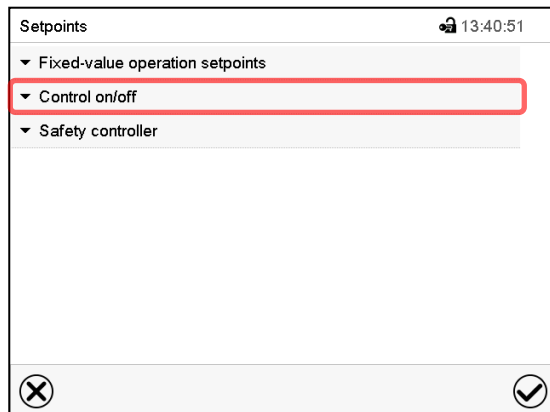 Setpoints 13:40:51
Fixed-value operation setpoints
Control on/off
Safety controller